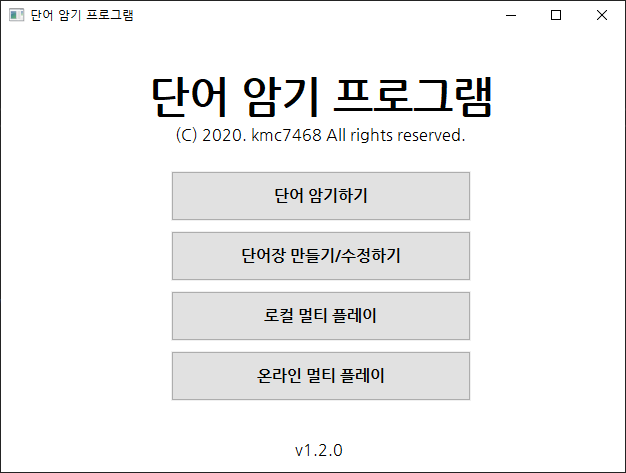 단어 암기 프로그램
단어 암기 프로그램
(C) 2020. kmc7468 All rights reserved.
단어 암기하기
단어장 만들기/수정하기
로컬 멀티 플레이
온라인 멀티 플레이
v1.2.0